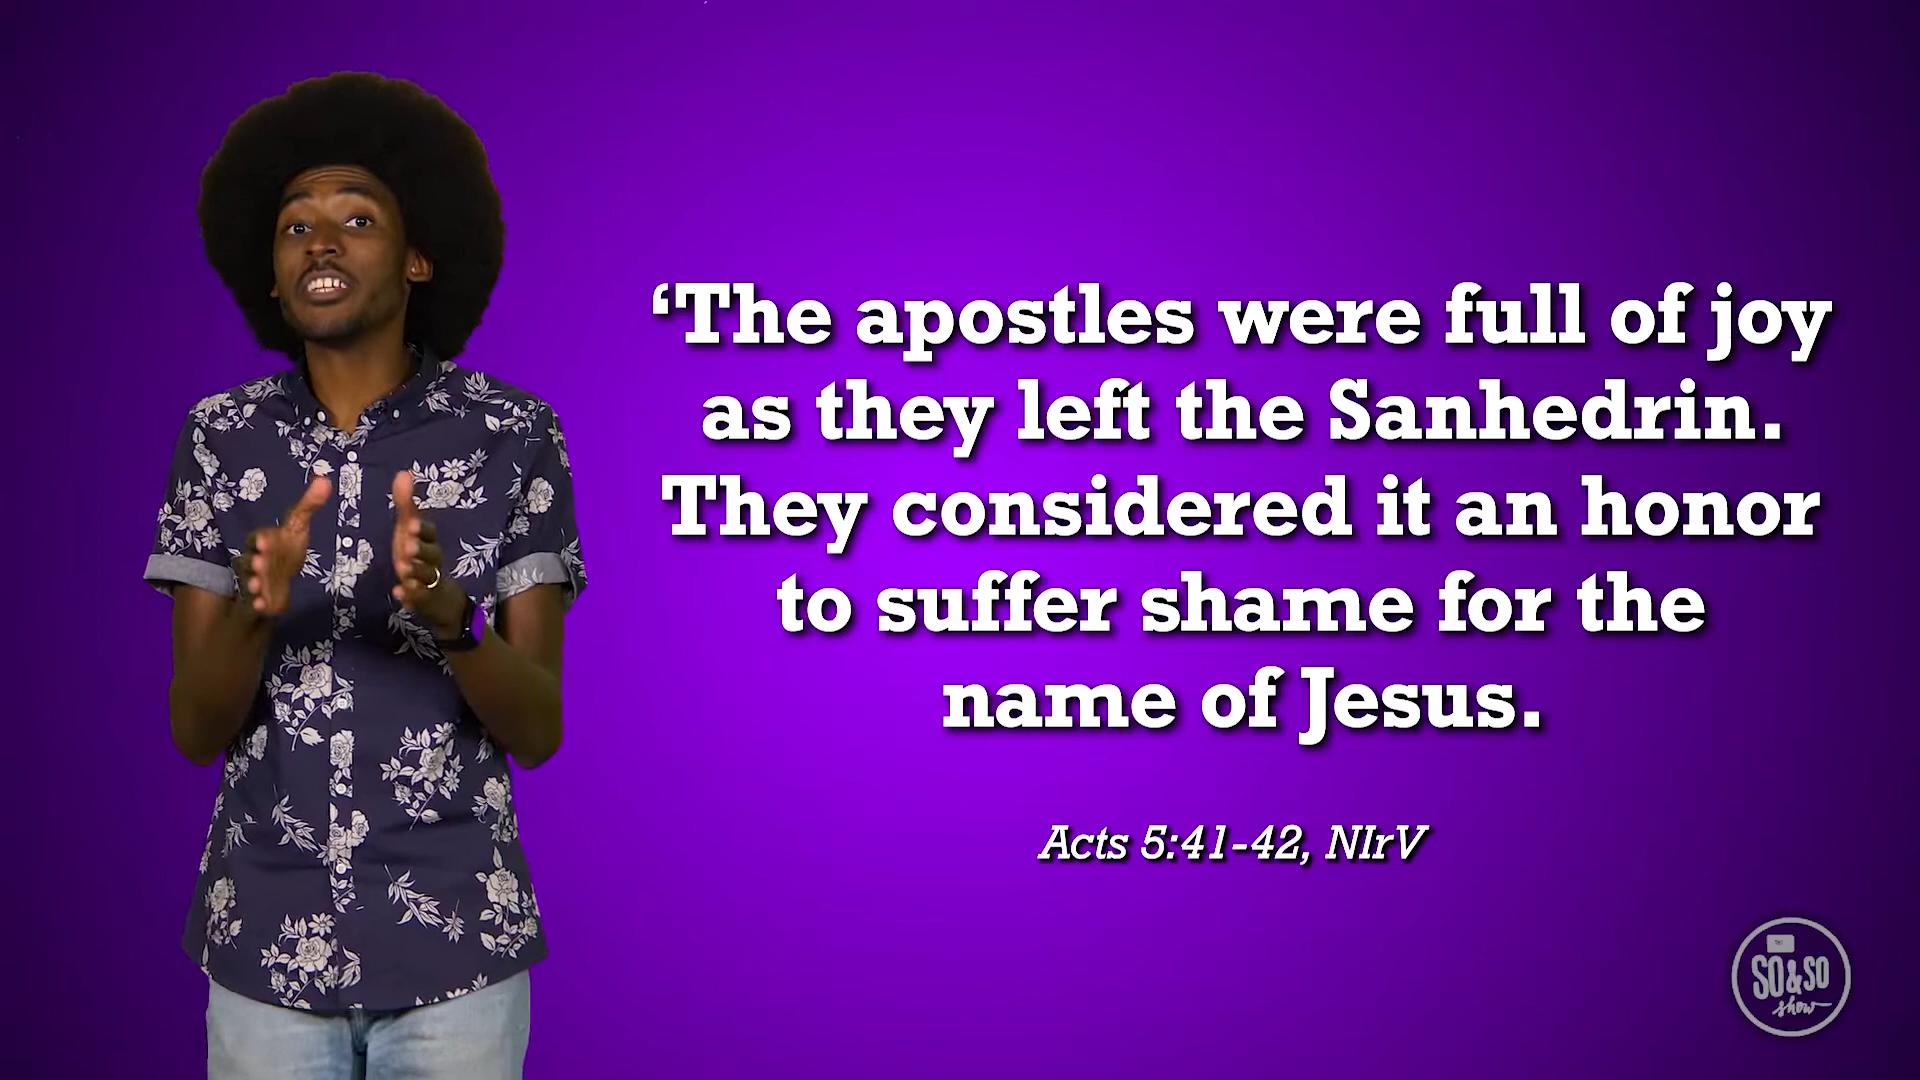 ‘The apostles were full of joy
as they left the Sanhedrin.
They considered it an honor
to suffer shame for the
name of Jesus.
Acts 5:41-42, NIrV
SO&SO
show